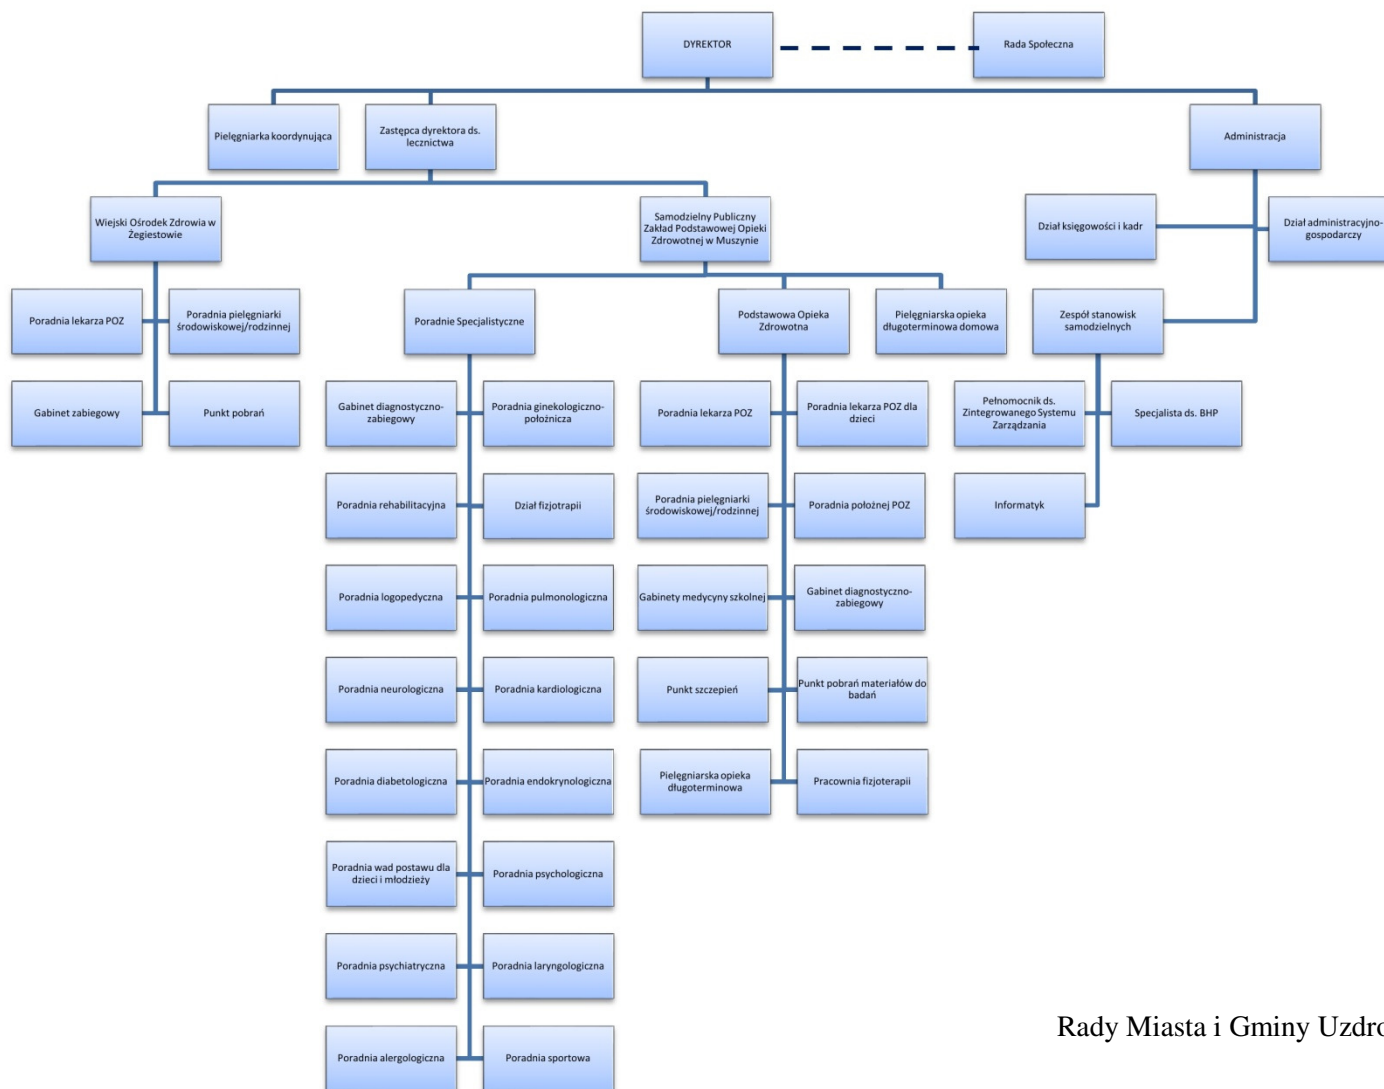 DYREKTOR
Rada Społeczna
Pielęgniarka koordynująca
Zastępca dyrektora ds.
lecznictwa
Administracja
Wiejski Ośrodek Zdrowia w
Żegiestowie
Samodzielny Publiczny
Zakład Podstawowej Opieki
Zdrowotnej w Muszynie
Dział księgowości i kadr
Dział administracyjno-
gospodarczy
Poradnia lekarza POZ
Poradnia pielęgniarki
środowiskowej/rodzinnej
Poradnie Specjalistyczne
Podstawowa Opieka
Zdrowotna
Pielęgniarska opieka
długoterminowa domowa
Zespół stanowisk
samodzielnych
Gabinet zabiegowy
Punkt pobrań
Gabinet diagnostyczno-
zabiegowy
Poradnia ginekologiczno-
położnicza
Poradnia lekarza POZ
Poradnia lekarza POZ dla
dzieci
Pełnomocnik ds.
Zintegrowanego Systemu
Zarządzania
Specjalista ds. BHP
Poradnia rehabilitacyjna
Dział fizjotrapii
Poradnia pielęgniarki
środowiskowej/rodzinnej
Poradnia położnej POZ
Informatyk
Poradnia logopedyczna
Poradnia pulmonologiczna
Gabinety medycyny szkolnej
Gabinet diagnostyczno-
zabiegowy
Poradnia neurologiczna
Poradnia kardiologiczna
Punkt szczepień
Punkt pobrań materiałów do
badań
Poradnia diabetologiczna
Poradnia endokrynologiczna
Pielęgniarska opieka
długoterminowa
Pracownia fizjoterapii
Poradnia wad postawu dla
dzieci i młodzieży
Poradnia psychologiczna
Poradnia psychiatryczna
Poradnia laryngologiczna
Rady Miasta i Gminy Uzdro
Poradnia alergologiczna
Poradnia sportowa